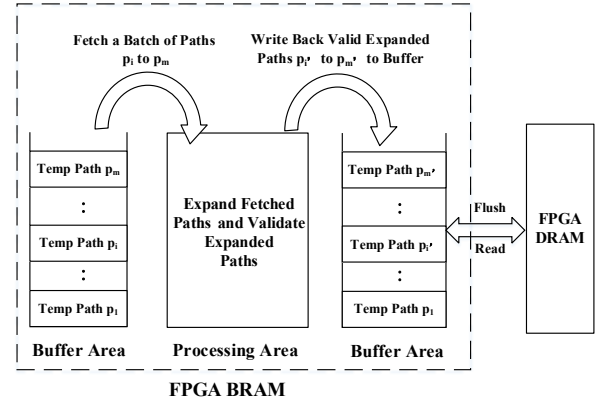 Fetch a Batch of Paths
pi to pm
Write Back Valid Expanded
Paths pi' to pm' to Buffer
Temp Path pm
:
Temp Path pi
:
Temp Path p1
Buffer Area
Expand Fetched
Paths and Validate
Expanded
Paths
Processing Area
Temp Path pm'
:
Temp Path pi'
:
Temp Path p1
Buffer Area
Flush
Read
FPGA
DRAM
FPGA BRAM